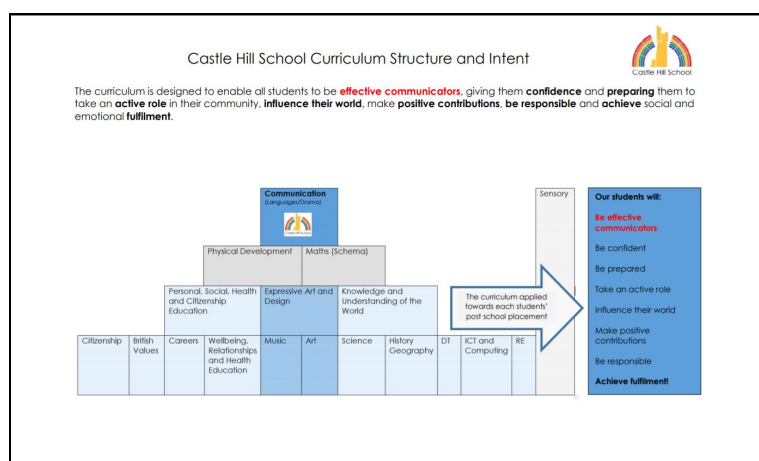 Castle Hill School Curriculum Structure and Intent
Castle Hill School
The curriculum is designed to enable all students to be effective communicators, giving them confidence and preparing them to
take an active role in their community, influence their world, make positive contributions, be responsible and achieve social and
emotional fulfilment.
Communication
(Languages/Drama)
Castle Hill School
Sensory
Physical Development
Maths (Schema)
Personal, Social, Health
and Citizenship
Education
Expressive Art and
Design
Knowledge and
Understanding of the
World
Citizenship
British
Values
Careers
Wellbeing,
Relationships
and Health
Education
Music
Art
Science
History
Geography
DT
ICT and
Computing
RE
The curriculum applied
towards each students'
post school placement
Our students will:
Be effective
communicators
Be confident
Be prepared
Take an active role
Influence their world
Make positive
contributions
Be responsible
Achieve fulfilment!